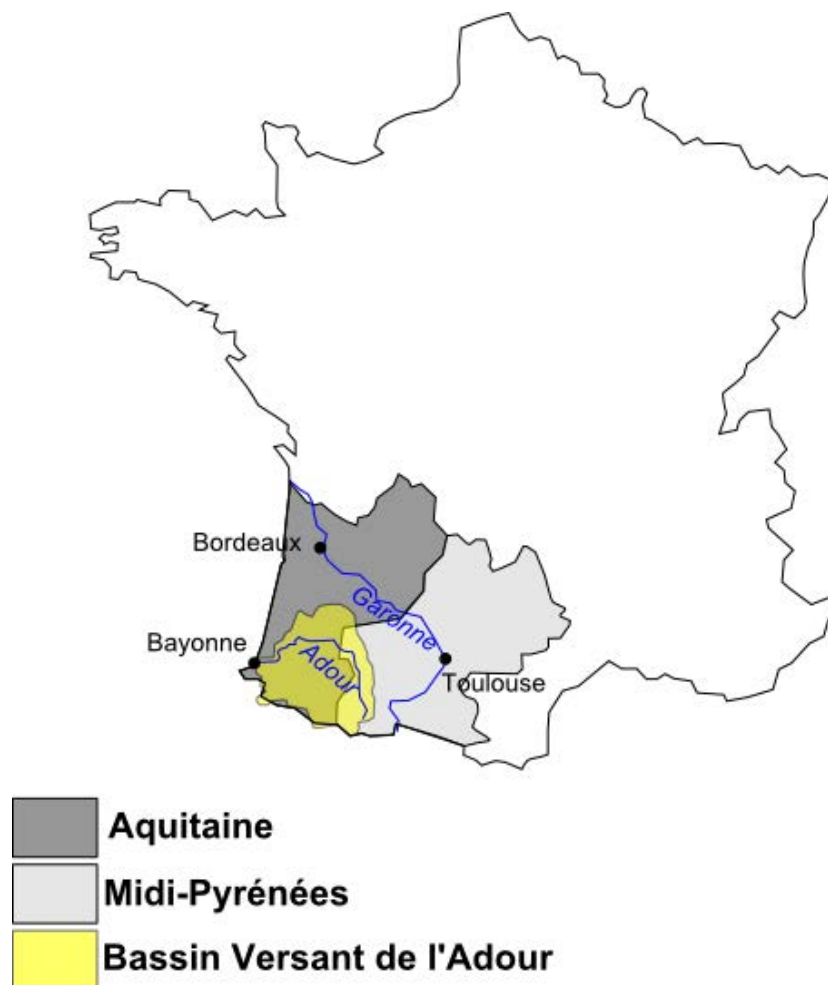 Bordeaux
Garonne
Bayonne
Adour
Toulouse
Aquitaine
Midi-Pyrénées
Bassin Versant de l'Adour